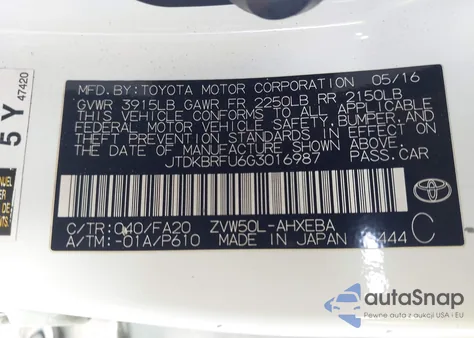 47420
5 Y
MFD.BY:TOYOTA MOTOR CORPORATION 05/16
GVWR 3915LB GAWR FR 2250LB RR 2150LB
THIS VEHICLE CONFORMS TO ALL APPLICABLE
FEDERAL MOTOR VEHICLE SAFETY,BUMPER,AND
THEFT PREVENTION STANDARDS IN EFFECT ON
THE DATE OF MANUFACTURE SHOWN ABOVE.
JTDKBRFU6G3016987 PASS.CAR
TOYOTA
C/TR:040/FA20 ZVW50L-AHXEBA
A/TM:-01A/P610 MADE IN JAPAN 444 C
autoSnap
Pewne auto z USA i EU